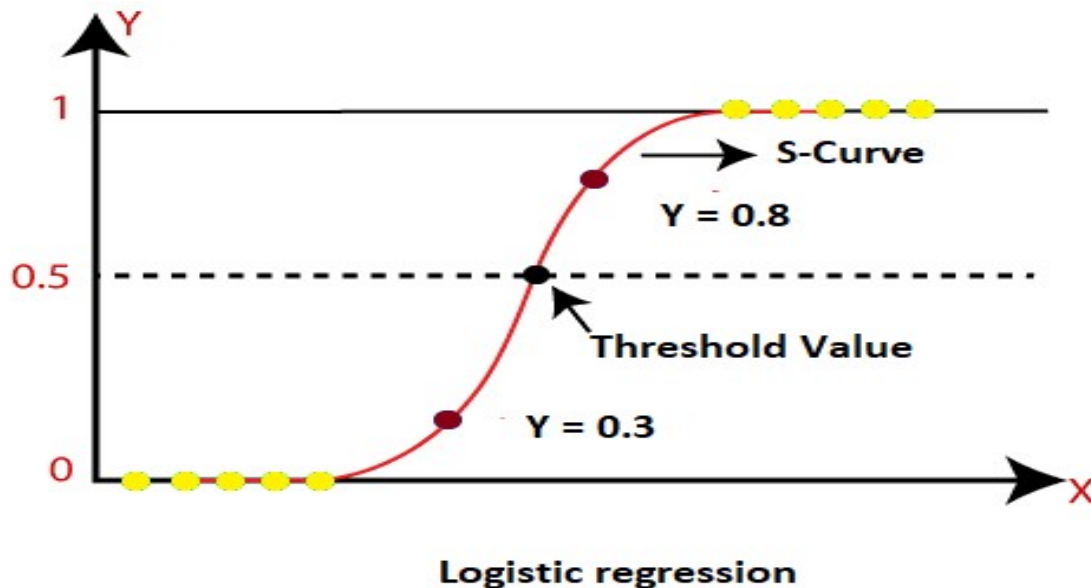 Y
1
S-Curve
Y = 0.8
0.5
Threshold Value
Y = 0.3
0
X
Logistic regression